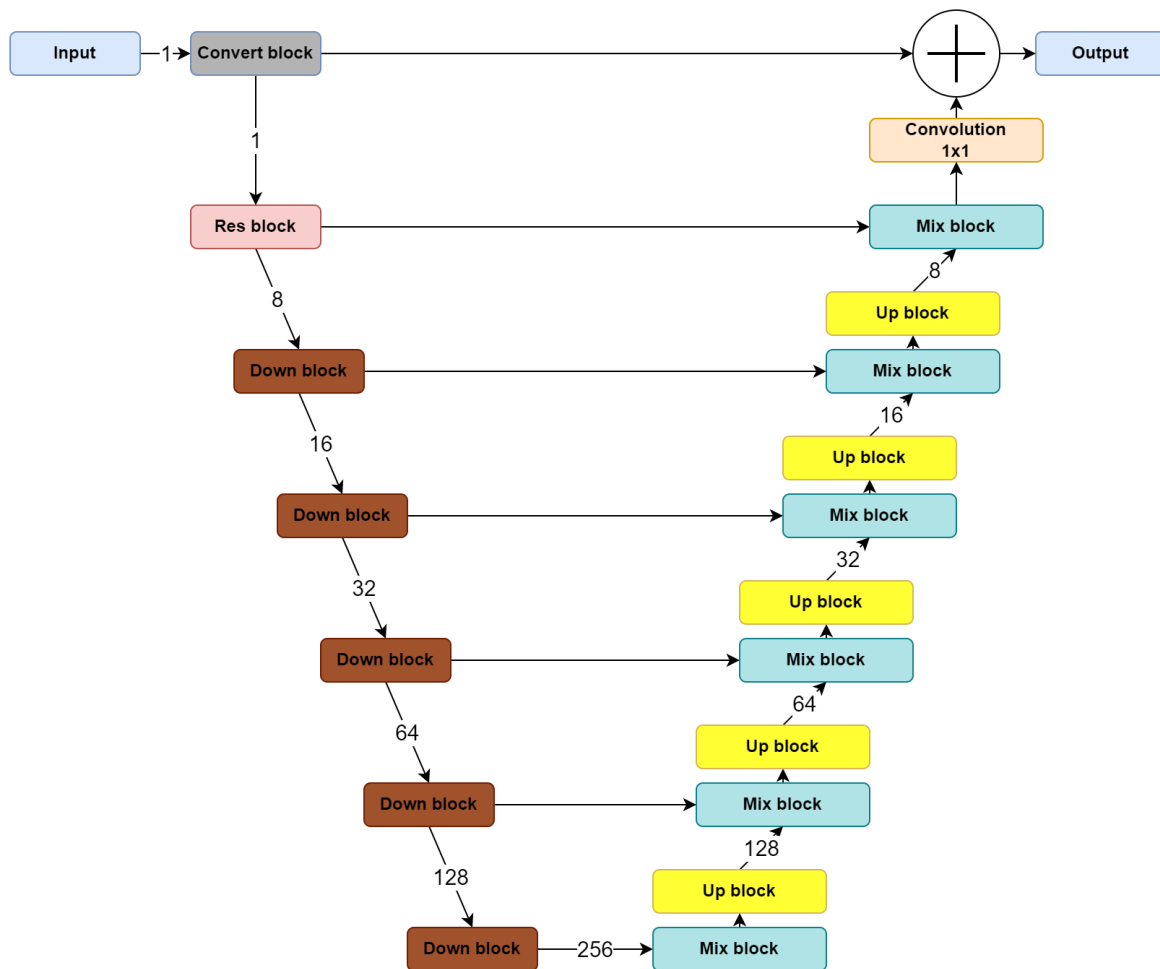 Input
1
Convert block
Output
Convolution
1x1
1
Res block
Mix block
8
8
Up block
Down block
Mix block
16
16
Up block
Down block
Mix block
32
32
Up block
Down block
Mix block
64
64
Up block
Down block
Mix block
128
128
Up block
Down block
256
Mix block